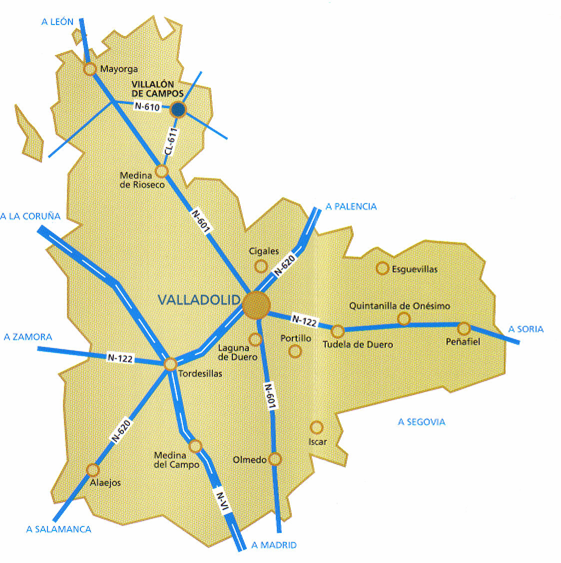 A LEÓN
Mayorga
VILLALÓN
DE CAMPOS
N-610
CL-611
Medina
de Rioseco
A LA CORUÑA
N-601
A PALENCIA
Cigales
N-620
Esguevillas
VALLADOLID
Quintanilla de Onésimo
N-122
A SORIA
A ZAMORA
Portillo
Tudela de Duero
Peñafiel
Laguna
de Duero
N-122
Tordesillas
N-601
A SEGOVIA
N-620
Iscar
Medina
del Campo
Olmedo
Alaejos
N-VI
A SALAMANCA
A MADRID